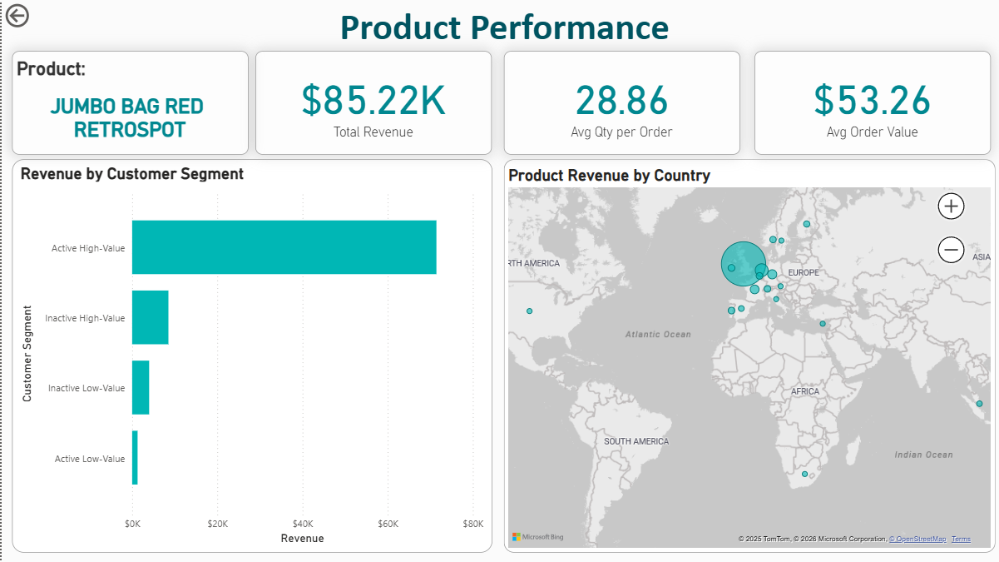 Product Performance
Product:
JUMBO BAG RED
RETROSPOT
$85.22K
Total Revenue
28.86
Avg Qty per Order
$53.26
Avg Order Value
Revenue by Customer Segment
Customer Segment
Active High-Value
Inactive High-Value
Inactive Low-Value
Active Low-Value
$0K $20K $40K $60K $80K
Revenue
Product Revenue by Country
RTH AMERICA
EUROPE
ASIA
Atlantic Ocean
AFRICA
SOUTH AMERICA
Indian Ocean
Microsoft Bing
© 2025 TomTom, © 2026 Microsoft Corporation, © OpenStreetMap Terms